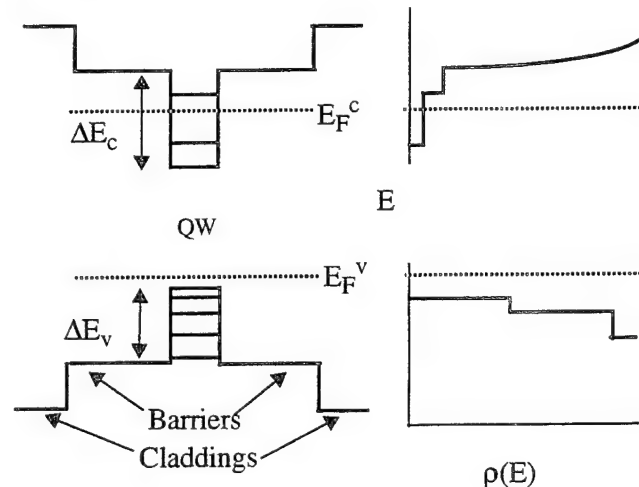 E_F^c
ΔE_c
E
QW
E_F^v
ΔE_v
Barriers
Claddings
ρ(E)